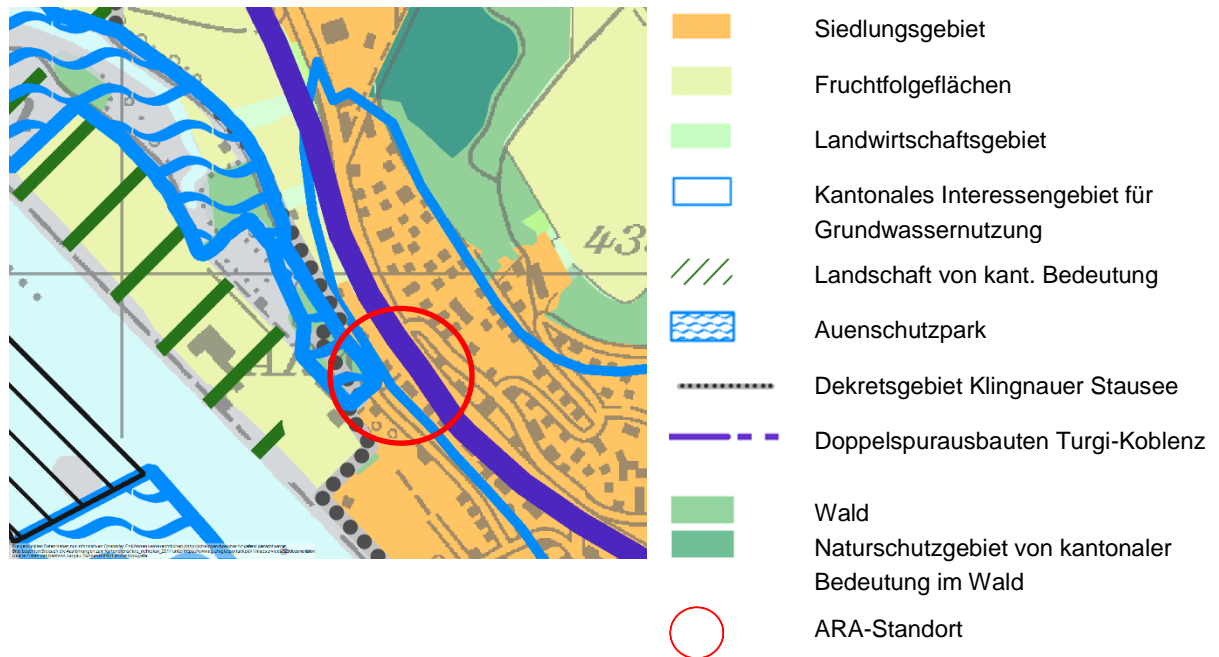 Siedlungsgebiet
Fruchtfolgeflächen
Landwirtschaftsgebiet
Kantonales Interessengebiet für
Grundwassernutzung
Landschaft von kant. Bedeutung
Auenschutzpark
Dekretsgebiet Klingnauer Stausee
Doppelspurausbauten Turgi-Koblenz
Wald
Naturschutzgebiet von kantonaler
Bedeutung im Wald
ARA-Standort